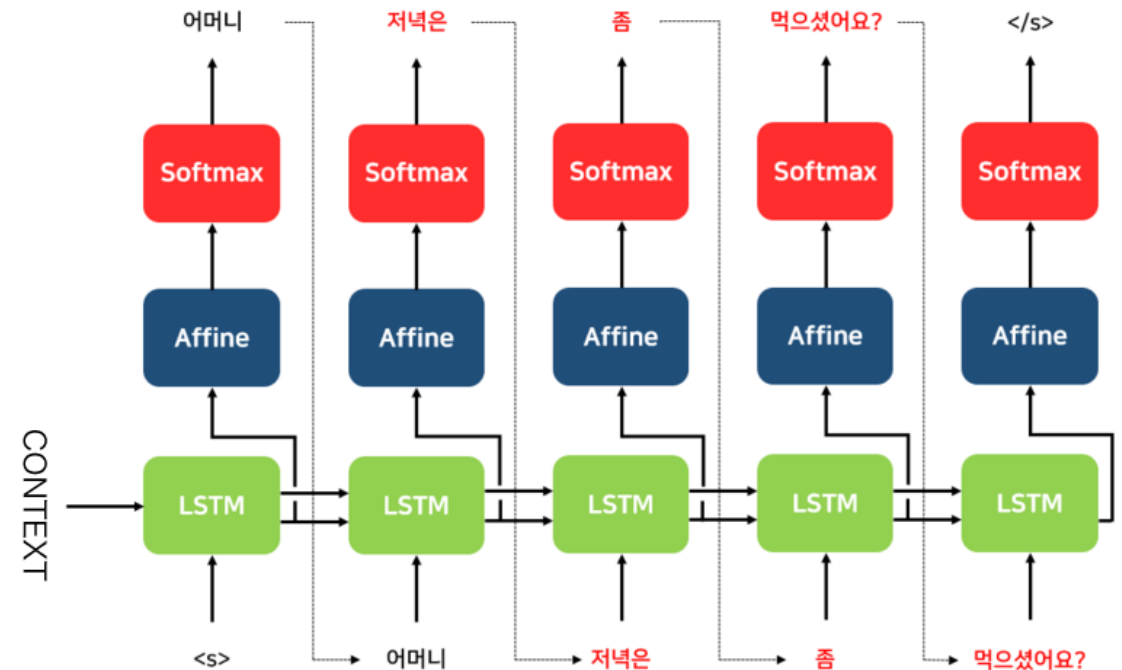 어머니 저녁은 좀 먹으셨어요? </s>
Softmax Softmax Softmax Softmax Softmax
Affine Affine Affine Affine Affine
CONTEXT
LSTM LSTM LSTM LSTM LSTM
<s> 어머니 저녁은 좀 먹으셨어요?